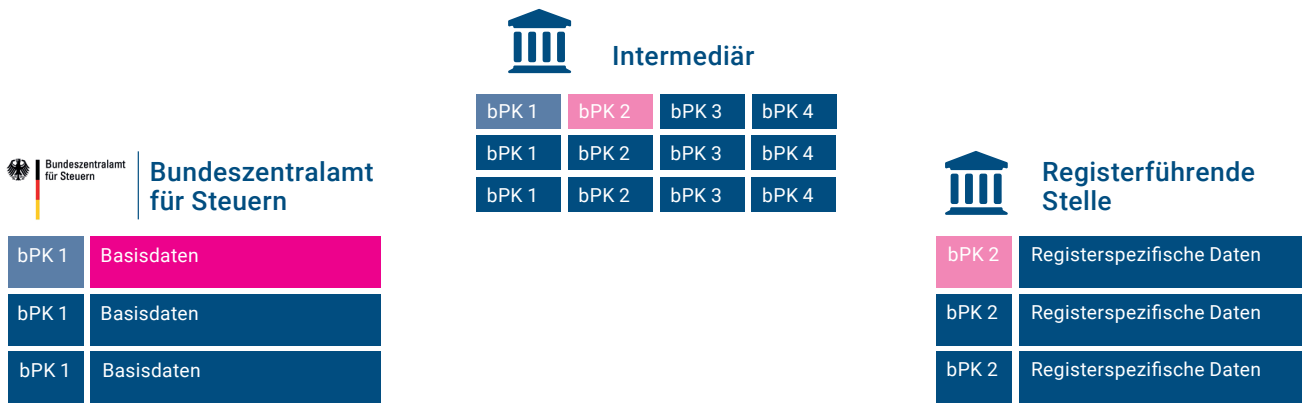 Intermediär
bPK 1 bPK 2 bPK 3 bPK 4
bPK 1 bPK 2 bPK 3 bPK 4
bPK 1 bPK 2 bPK 3 bPK 4
Bundeszentralamt
für Steuern
Bundeszentralamt
für Steuern
bPK 1 Basisdaten
bPK 1 Basisdaten
bPK 1 Basisdaten
Registerführende
Stelle
bPK 2 Registerspezifische Daten
bPK 2 Registerspezifische Daten
bPK 2 Registerspezifische Daten